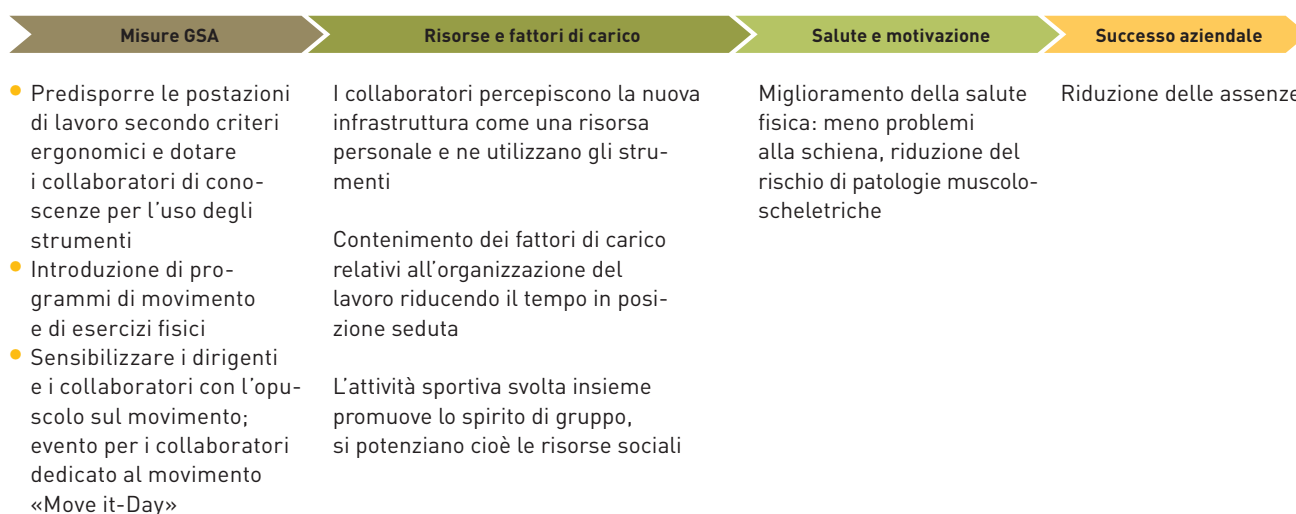 Misure GSA
Risorse e fattori di carico
Salute e motivazione
Successo aziendale
• Predisporre le postazioni
di lavoro secondo criteri
ergonomici e dotare
i collaboratori di cono-
scenze per l'uso degli
strumenti
• Introduzione di pro-
grammi di movimento
e di esercizi fisici
• Sensibilizzare i dirigenti
e i collaboratori con l'opu-
scolo sul movimento;
evento per i collaboratori
dedicato al movimento
«Move it-Day»
I collaboratori percepiscono la nuova
infrastruttura come una risorsa
personale e ne utilizzano gli stru-
menti
Contenimento dei fattori di carico
relativi all'organizzazione del
lavoro riducendo il tempo in posi-
zione seduta
L'attività sportiva svolta insieme
promuove lo spirito di gruppo,
si potenziano cioè le risorse sociali
Miglioramento della salute
fisica: meno problemi
alla schiena, riduzione del
rischio di patologie muscolo-
scheletriche
Riduzione delle assenze